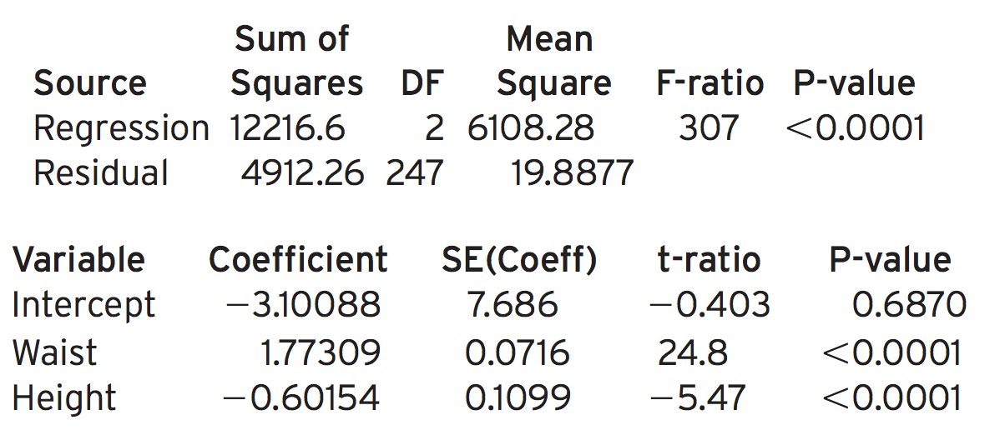 Sum of Mean
Source Squares DF Square F-ratio P-value
Regression 12216.6 2 6108.28 307 <0.0001
Residual 4912.26 247 19.8877
Variable Coefficient SE(Coeff) t-ratio P-value
Intercept −3.10088 7.686 −0.403 0.6870
Waist 1.77309 0.0716 24.8 <0.0001
Height −0.60154 0.1099 −5.47 <0.0001